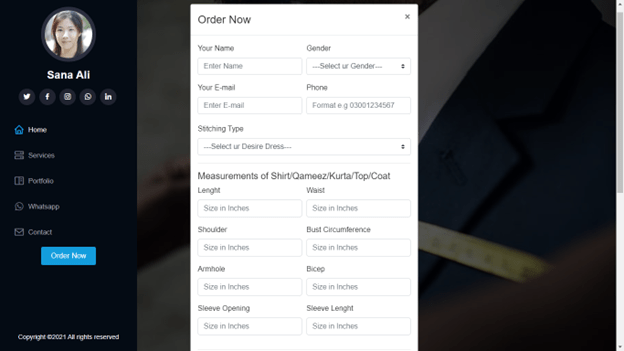 Sana Ali
Home
Services
Portfolio
Whatsapp
Contact
Order Now
Copyright ©2021 All rights reserved
Order Now ×
Your Name Gender
Enter Name ---Select ur Gender---
Your E-mail Phone
Enter E-mail Format e g 03001234567
Stitching Type
---Select ur Desire Dress---
Measurements of Shirt/Qameez/Kurta/Top/Coat
Lenght Waist
Size in Inches Size in Inches
Shoulder Bust Circumference
Size in Inches Size in Inches
Armhole Bicep
Size in Inches Size in Inches
Sleeve Opening Sleeve Lenght
Size in Inches Size in Inches